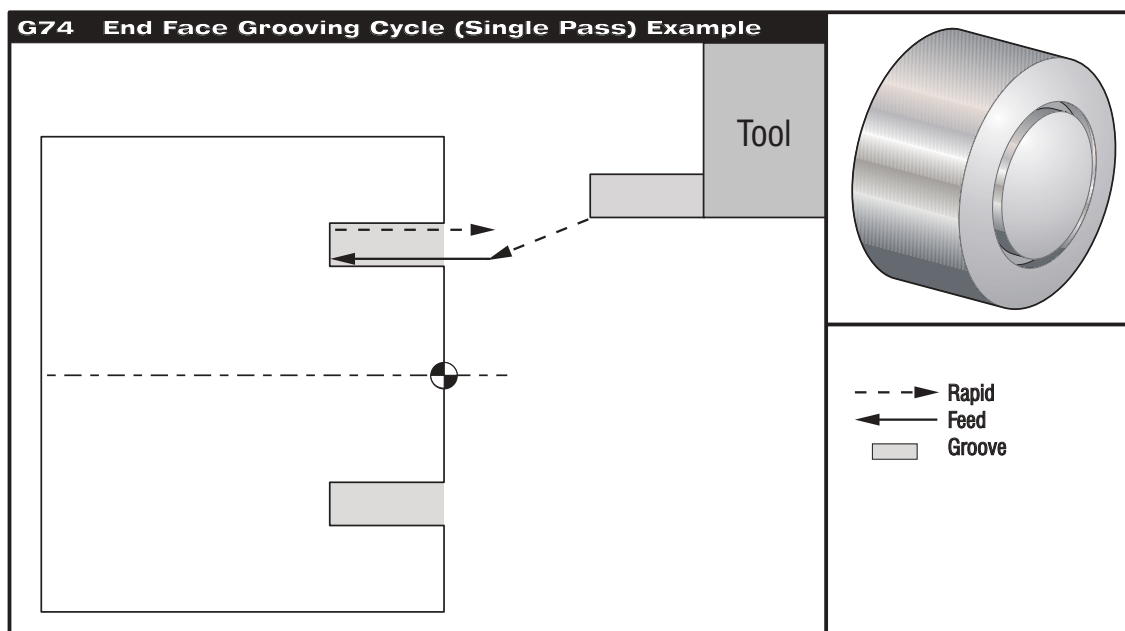 G74 End Face Grooving Cycle (Single Pass) Example
Tool
Rapid
Feed
Groove